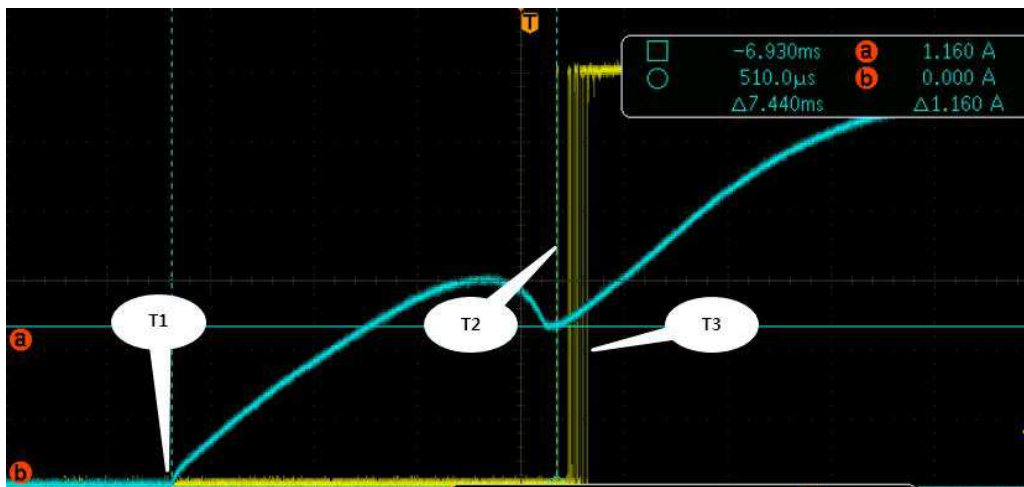 T
−6.930ms a 1.160 A
510.0μs b 0.000 A
Δ7.440ms Δ1.160 A
T1
T2
T3
a
b